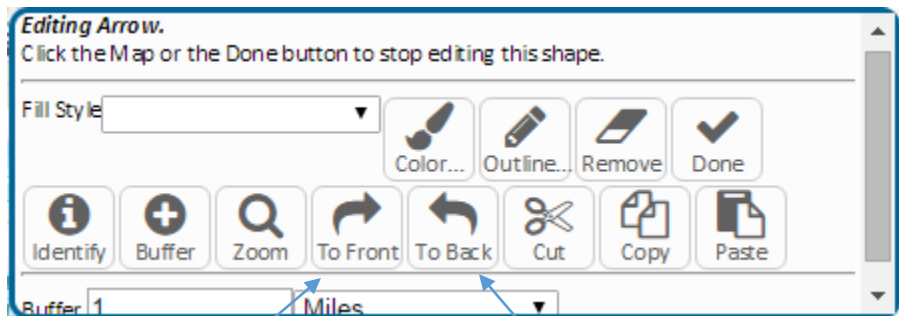 Editing Arrow.
Click the Map or the Done button to stop editing this shape.
Fill Style
Color... Outline... Remove Done
Identify Buffer Zoom To Front To Back Cut Copy Paste
Buffer 1 Miles